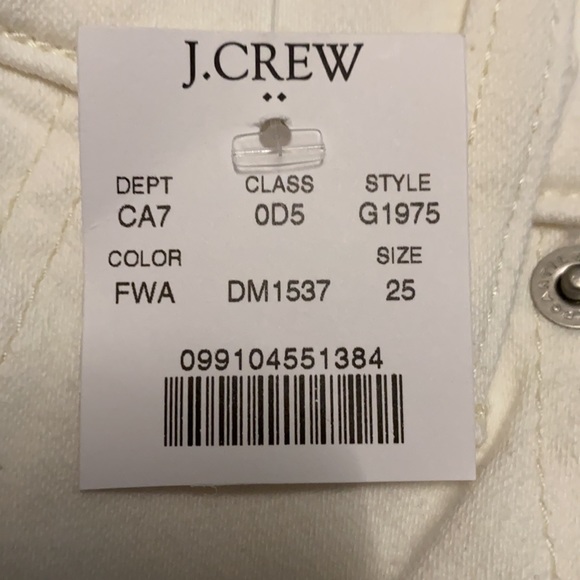 J.CREW
DEPT CLASS STYLE
CA7 0D5 G1975
COLOR SIZE
FWA DM1537 25
099104551384